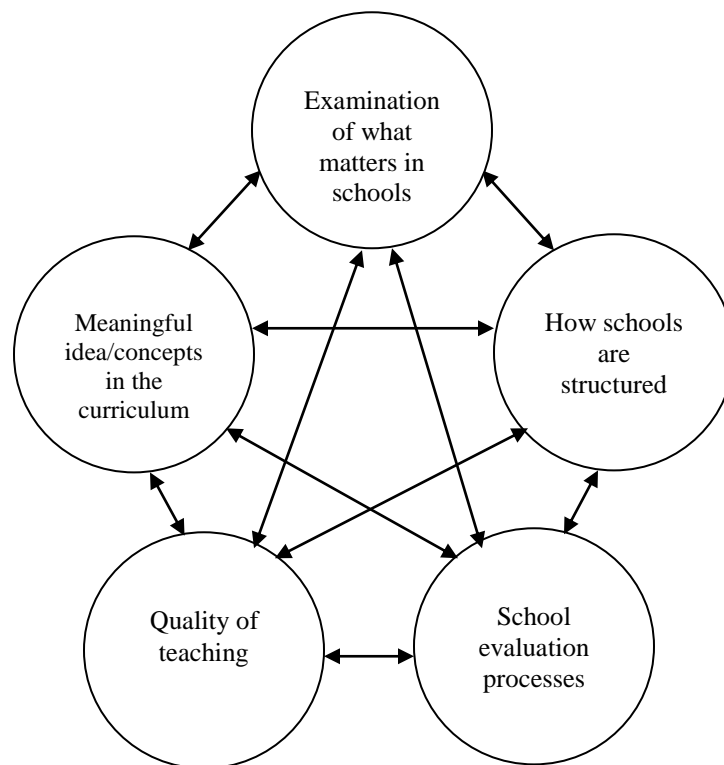 Examination
of what
matters in
schools
Meaningful
idea/concepts
in the
curriculum
How schools
are
structured
Quality of
teaching
School
evaluation
processes